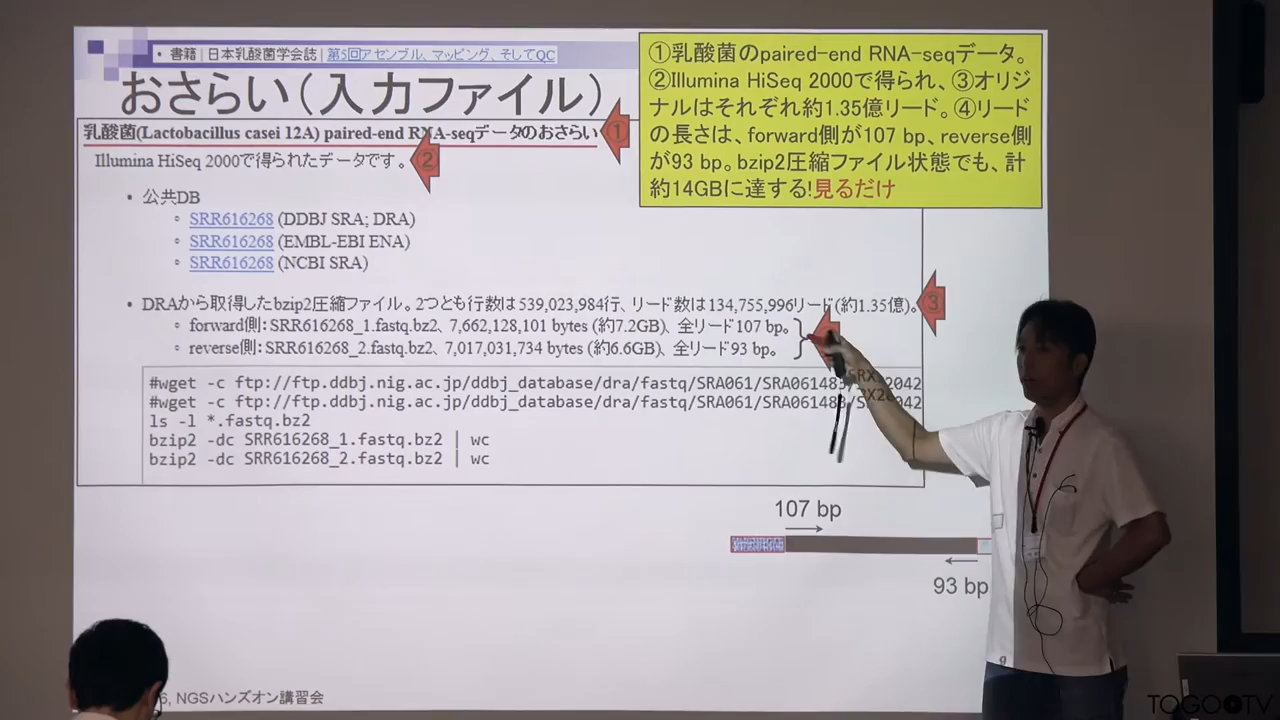 • 書籍 | 日本乳酸菌学会誌 | 第5回アセンブル、マッピング、そしてQC
おさらい(入力ファイル)
①乳酸菌のpaired-end RNA-seqデータ。
②Illumina HiSeq 2000で得られ、③オリジ
ナルはそれぞれ約1.35億リード。④リード
の長さは、forward側が107 bp、reverse側
が93 bp。bzip2圧縮ファイル状態でも、計
約14GBに達する!見るだけ
乳酸菌(Lactobacillus casei 12A) paired-end RNA-seqデータのおさらい
①
Illumina HiSeq 2000で得られたデータです。
②
• 公共DB
◦ SRR616268 (DDBJ SRA; DRA)
◦ SRR616268 (EMBL-EBI ENA)
◦ SRR616268 (NCBI SRA)
• DRAから取得したbzip2圧縮ファイル。2つとも行数は539,023,984行、リード数は134,755,996リード(約1.35億)。
③
◦ forward側: SRR616268_1.fastq.bz2、7,662,128,101 bytes (約7.2GB)、全リード107 bp。
◦ reverse側: SRR616268_2.fastq.bz2、7,017,031,734 bytes (約6.6GB)、全リード93 bp。
#wget -c ftp://ftp.ddbj.nig.ac.jp/ddbj_database/dra/fastq/SRA061/SRA061483/
#wget -c ftp://ftp.ddbj.nig.ac.jp/ddbj_database/dra/fastq/SRA061/SRA061483/
ls -l *.fastq.bz2
bzip2 -dc SRR616268_1.fastq.bz2 | wc
bzip2 -dc SRR616268_2.fastq.bz2 | wc
107 bp
93 bp
6, NGSハンズオン講習会
TOGOTV